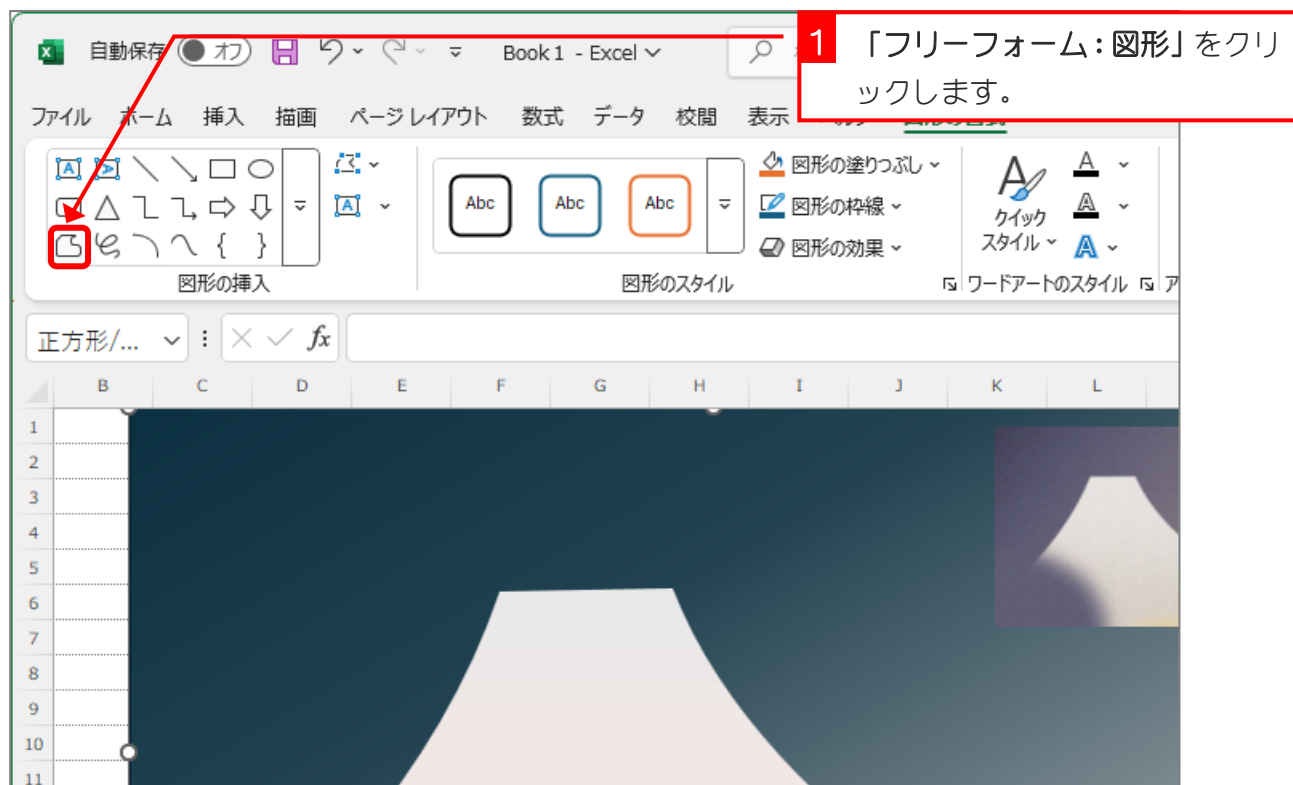 自動保存 オフ Book 1 - Excel
1 「フリーフォーム：図形」をクリ
ックします。
ファイル ホーム 挿入 描画 ページ レイアウト 数式 データ 校閲 表示
A A Abc Abc Abc 図形の塗りつぶし A A
A 図形の枠線 クイック A
図形の効果 スタイル A
図形の挿入 図形のスタイル ワードアートのスタイル ア
正方形/... fx
B C D E F G H I J K L
1
2
3
4
5
6
7
8
9
10
11